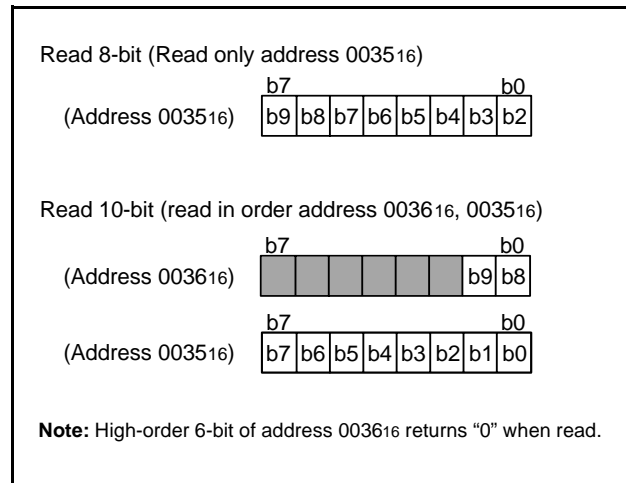 Read 8-bit (Read only address 003516)
b7 b0
(Address 003516) b9 b8 b7 b6 b5 b4 b3 b2
Read 10-bit (read in order address 003616, 003516)
b7 b0
(Address 003616) b9 b8
b7 b0
(Address 003516) b7 b6 b5 b4 b3 b2 b1 b0
Note: High-order 6-bit of address 003616 returns “0” when read.